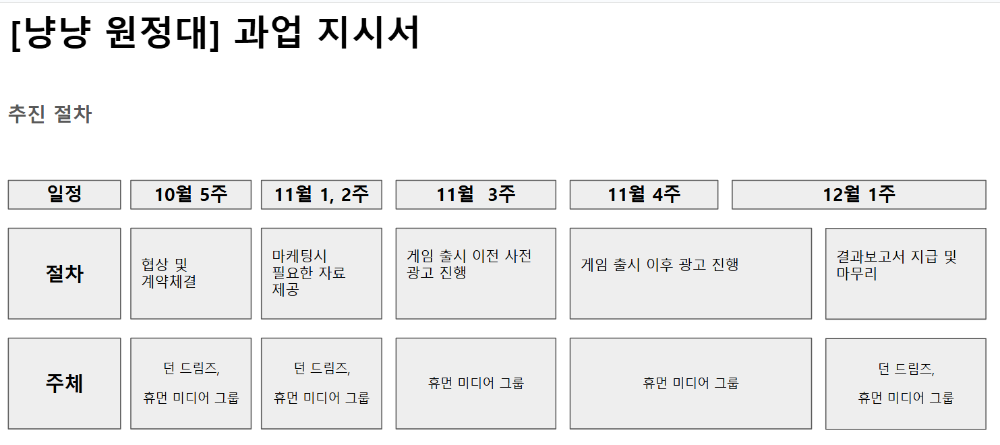 [냥냥 원정대] 과업 지시서
추진 절차
일정
10월 5주
11월 1, 2주
11월 3주
11월 4주
12월 1주
절차
협상 및
계약체결
마케팅시
필요한 자료
제공
게임 출시 이전 사전
광고 진행
게임 출시 이후 광고 진행
결과보고서 지급 및
마무리
주체
던 드림즈,
휴먼 미디어 그룹
던 드림즈,
휴먼 미디어 그룹
휴먼 미디어 그룹
휴먼 미디어 그룹
던 드림즈,
휴먼 미디어 그룹